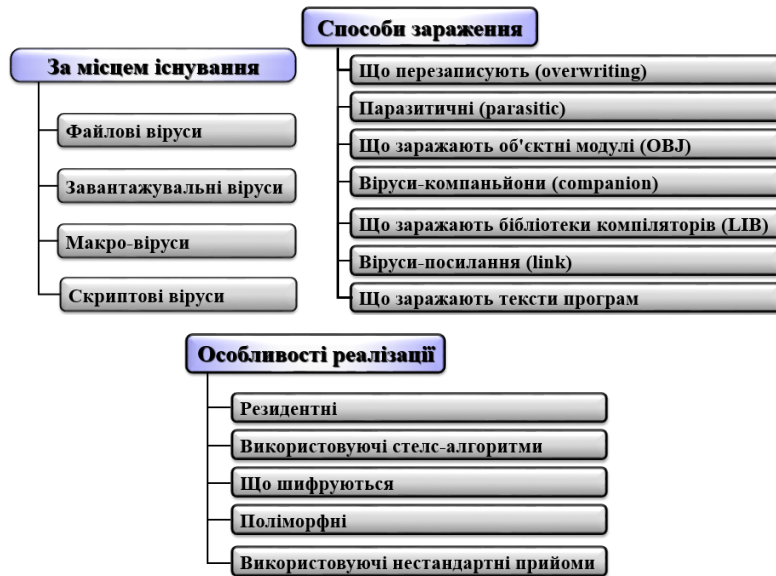 За місцем існування
Файлові віруси
Завантажувальні віруси
Макро-віруси
Скриптові віруси
Способи зараження
Що перезаписують (overwriting)
Паразитичні (parasitic)
Що заражають об'єктні модулі (OBJ)
Віруси-компаньйони (companion)
Що заражають бібліотеки компіляторів (LIB)
Віруси-посилання (link)
Що заражають тексти програм
Особливості реалізації
Резидентні
Використовуючі стелс-алгоритми
Що шифруються
Поліморфні
Використовуючі нестандартні прийоми